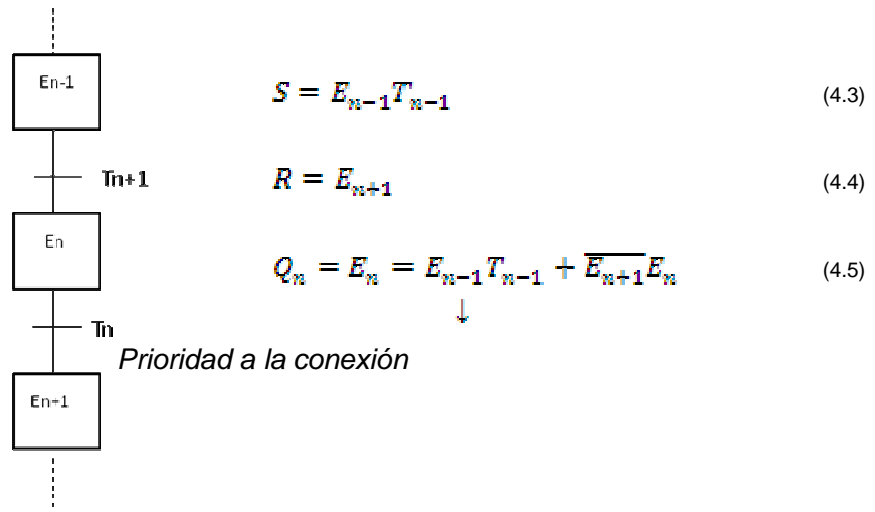 En-1
S = E_{n-1}T_{n-1} (4.3)
Tn+1
R = E_{n+1} (4.4)
En
Q_n = E_n = E_{n-1}T_{n-1} + \overline{E_{n+1}}E_n (4.5)
↓
Tn
Prioridad a la conexión
En+1